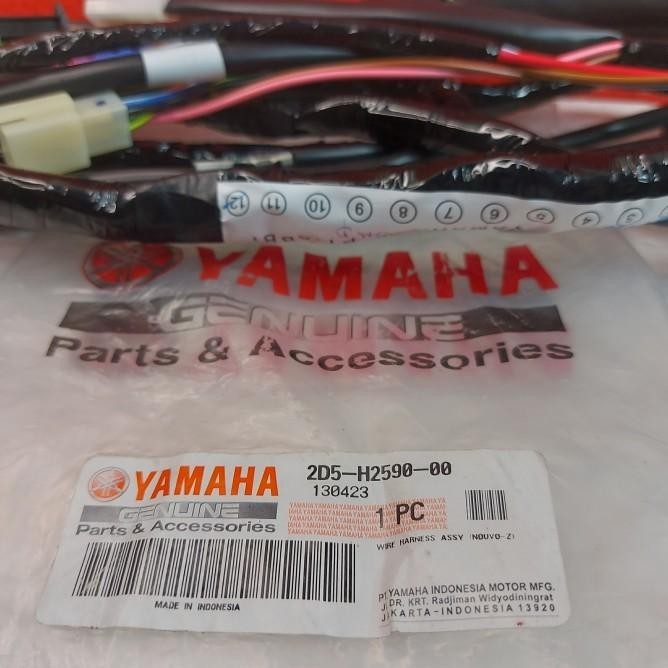 12 11 10 9 8 7 6 5 4 3
YAMAHA
GENUINE
Parts & Accessories
YAMAHA
GENUINE
Parts & Accessories
MADE IN INDONESIA
2D5-H2590-00
130423
1 PC
WIRE HARNESS ASSY (NOUVO-Z)
PT. YAMAHA INDONESIA MOTOR MFG.
JL. DR. KRT. Radjiman Widyodiningrat
JAKARTA-INDONESIA 13920